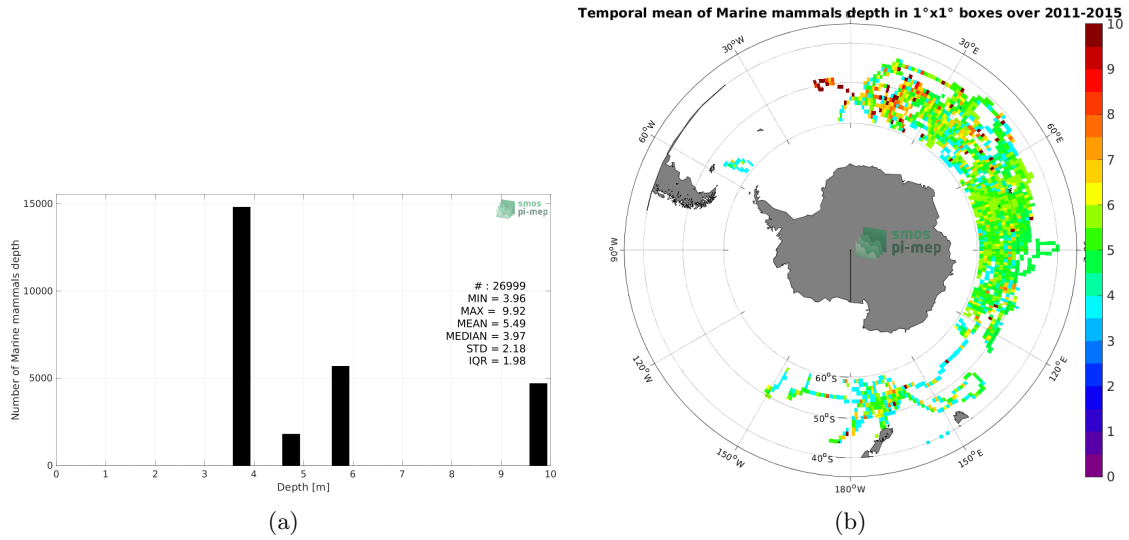 smos
pi-mep
15000
10000
5000
0
Number of Marine mammals depth
# : 26999
MIN = 3.96
MAX = 9.92
MEAN = 5.49
MEDIAN = 3.97
STD = 2.18
IQR = 1.98
0 1 2 3 4 5 6 7 8 9 10
Depth [m]
(a)
Temporal mean of Marine mammals depth in 1°x1° boxes over 2011-2015
30°W
30°E
60°W
60°E
90°W
120°W
120°E
150°W
150°E
180°W
60°S
50°S
40°S
smos
pi-mep
10
9
8
7
6
5
4
3
2
1
0
(b)